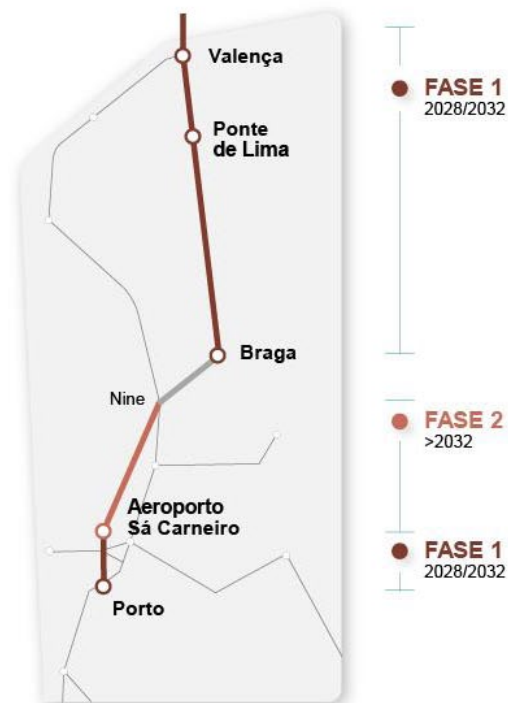 Valença
FASE 1
2028/2032
Ponte
de Lima
Braga
Nine
FASE 2
>2032
Aeroporto
Sá Carneiro
FASE 1
2028/2032
Porto